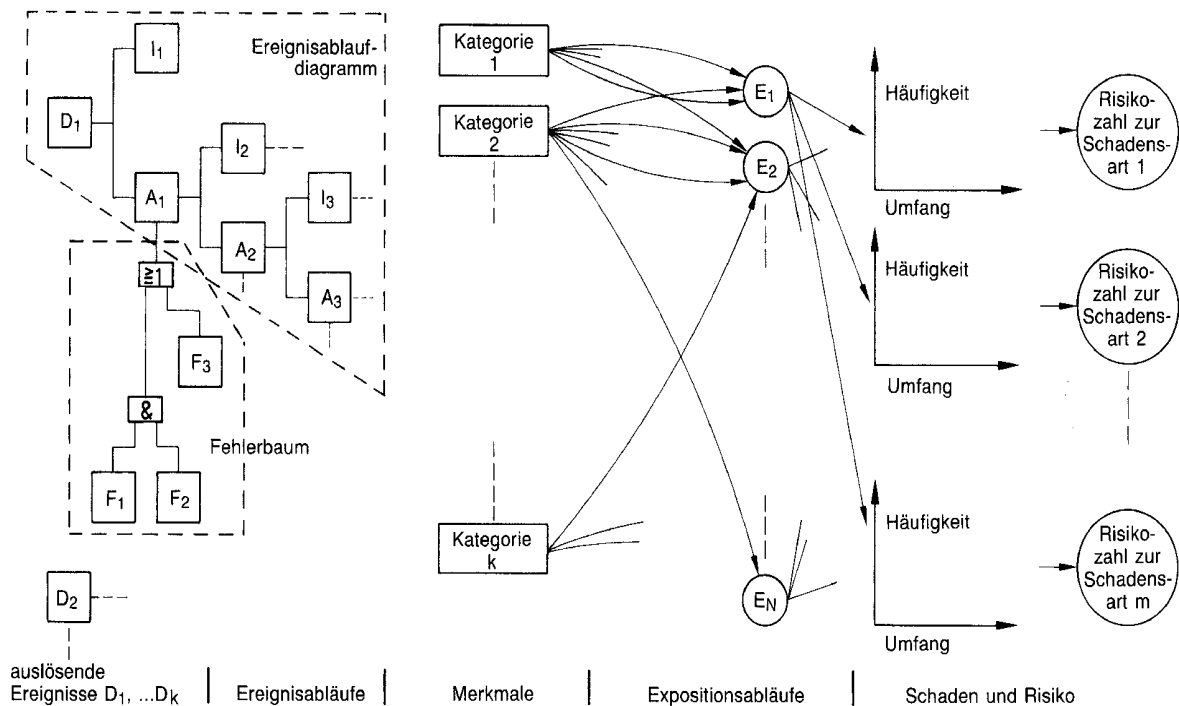 I1
Ereignisablauf-
diagramm
D1
I2
A1
I3
A2
≧1
A3
F3
&
Fehlerbaum
F1
F2
D2
Kategorie
1
Kategorie
2
Kategorie
k
E1
E2
EN
Häufigkeit
Umfang
Risiko-
zahl zur
Schadens-
art 1
Häufigkeit
Umfang
Risiko-
zahl zur
Schadens-
art 2
Häufigkeit
Umfang
Risiko-
zahl zur
Schadens-
art m
auslösende
Ereignisse D1, ...Dk
Ereignisabläufe
Merkmale
Expositionsabläufe
Schaden und Risiko